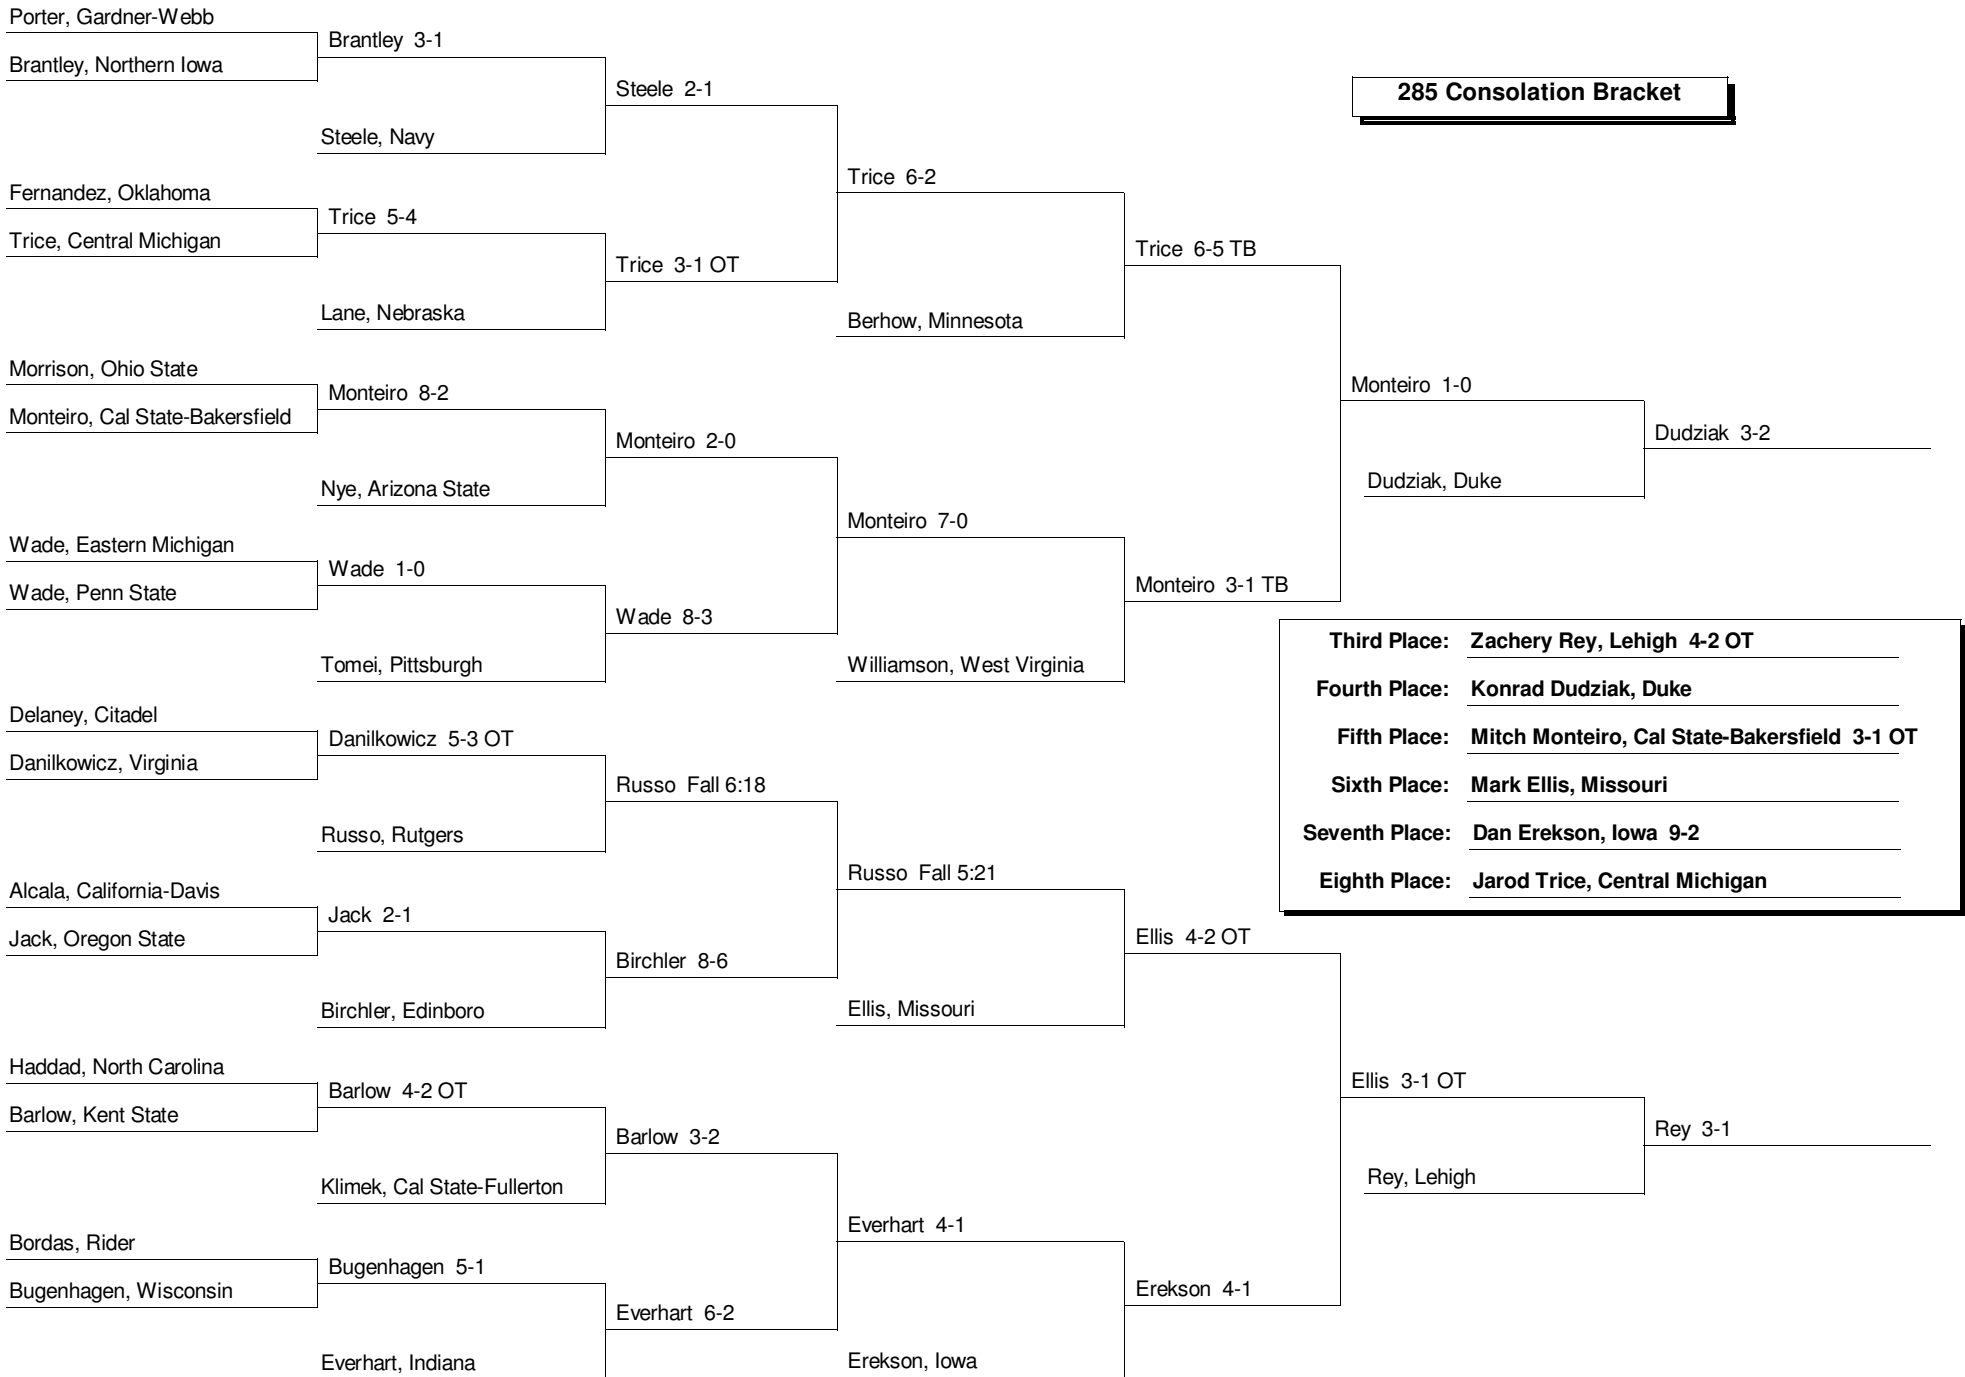 Porter, Gardner-Webb
Brantley 3-1
Brantley, Northern Iowa
Steele 2-1
285 Consolation Bracket
Steele, Navy
Trice 6-2
Fernandez, Oklahoma
Trice 5-4
Trice, Central Michigan
Trice 6-5 TB
Trice 3-1 OT
Lane, Nebraska
Berhow, Minnesota
Morrison, Ohio State
Monteiro 8-2
Monteiro 1-0
Monteiro, Cal State-Bakersfield
Monteiro 2-0
Dudziak 3-2
Nye, Arizona State
Dudziak, Duke
Monteiro 7-0
Wade, Eastern Michigan
Wade 1-0
Wade, Penn State
Monteiro 3-1 TB
Wade 8-3
Tomei, Pittsburgh
Williamson, West Virginia
Third Place: Zachery Rey, Lehigh 4-2 OT
Fourth Place: Konrad Dudziak, Duke
Fifth Place: Mitch Monteiro, Cal State-Bakersfield 3-1 OT
Sixth Place: Mark Ellis, Missouri
Seventh Place: Dan Erekson, Iowa 9-2
Eighth Place: Jarod Trice, Central Michigan
Delaney, Citadel
Danilkowicz 5-3 OT
Danilkowicz, Virginia
Russo Fall 6:18
Russo, Rutgers
Russo Fall 5:21
Alcala, California-Davis
Jack 2-1
Jack, Oregon State
Ellis 4-2 OT
Birchler 8-6
Birchler, Edinboro
Ellis, Missouri
Haddad, North Carolina
Barlow 4-2 OT
Ellis 3-1 OT
Barlow, Kent State
Barlow 3-2
Rey 3-1
Klimek, Cal State-Fullerton
Rey, Lehigh
Everhart 4-1
Bordas, Rider
Bugenhagen 5-1
Bugenhagen, Wisconsin
Erekson 4-1
Everhart 6-2
Everhart, Indiana
Erekson, Iowa